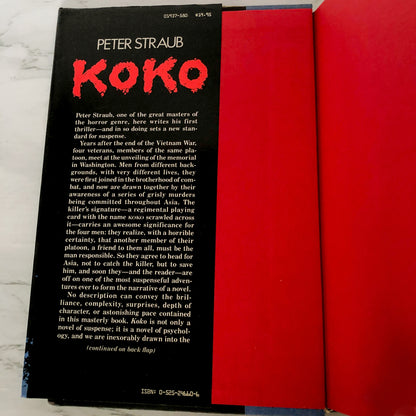 01937-180 $19.95
PETER STRAUB
KOKO
Peter Straub, one of the great masters of
the horror genre, here writes his first
thriller—and in so doing sets a new stan-
dard for suspense.
Years after the end of the Vietnam War,
four veterans, members of the same pla-
toon, meet at the unveiling of the memorial
in Washington. Men from different back-
grounds, with very different lives, they
were first joined in the brotherhood of com-
bat, and now are drawn together by their
awareness of a series of grisly murders
being committed throughout Asia. The
killer's signature—a regimental playing
card with the name KOKO scrawled across
it—carries an awesome significance for
the four men: they realize, with a horrible
certainty, that another member of their
platoon, a friend to them all, must be the
man responsible. So they agree to head for
Asia, not to catch the killer, but to save
him, and soon they—and the reader—are
off on one of the most suspenseful adven-
tures ever to form the narrative of a novel.
No description can convey the bril-
liance, complexity, surprises, depth of
character, or astonishing pace contained
in this masterly book. Koko is not only a
novel of suspense; it is a novel of psychol-
ogy, and we are inexorably drawn into the
(continued on back flap)
ISBN: 0-525-24660-6